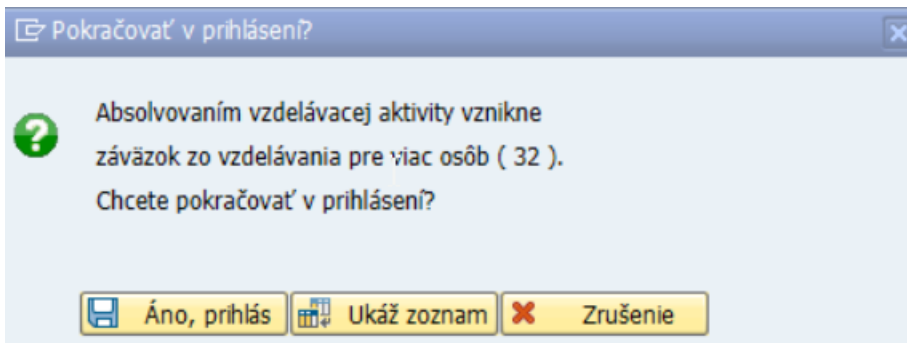 Pokračovať v prihlásení?
Absolvovaním vzdelávacej aktivity vznikne
záväzok zo vzdelávania pre viac osôb ( 32 ).
Chcete pokračovať v prihlásení?
Áno, prihlás Ukáž zoznam Zrušenie